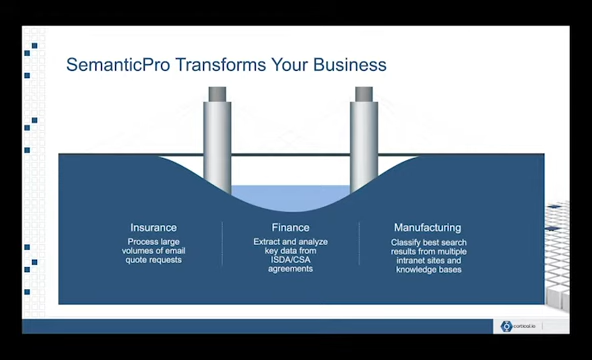 SemanticPro Transforms Your Business
Insurance
Process large
volumes of email
quote requests
Finance
Extract and analyze
key data from
ISDA/CSA
agreements
Manufacturing
Classify best search
results from multiple
intranet sites and
knowledge bases
cortical.io